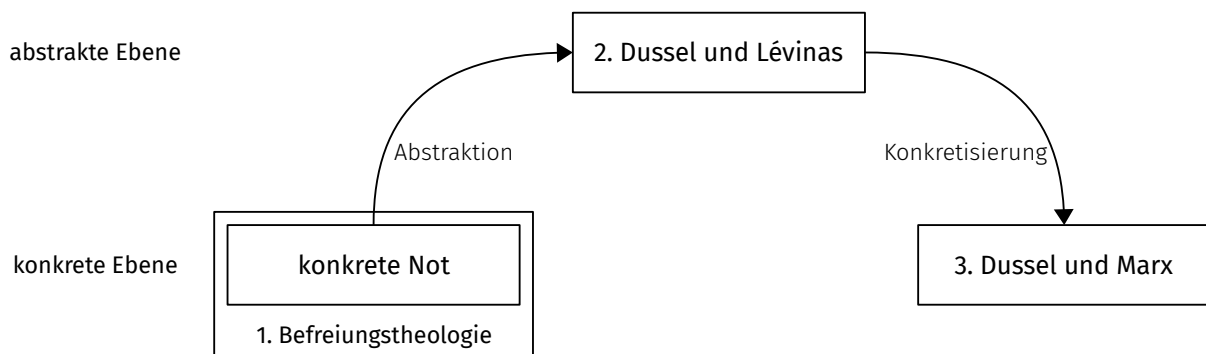 abstrakte Ebene
2. Dussel und Lévinas
Abstraktion
Konkretisierung
konkrete Ebene
konkrete Not
3. Dussel und Marx
1. Befreiungstheologie